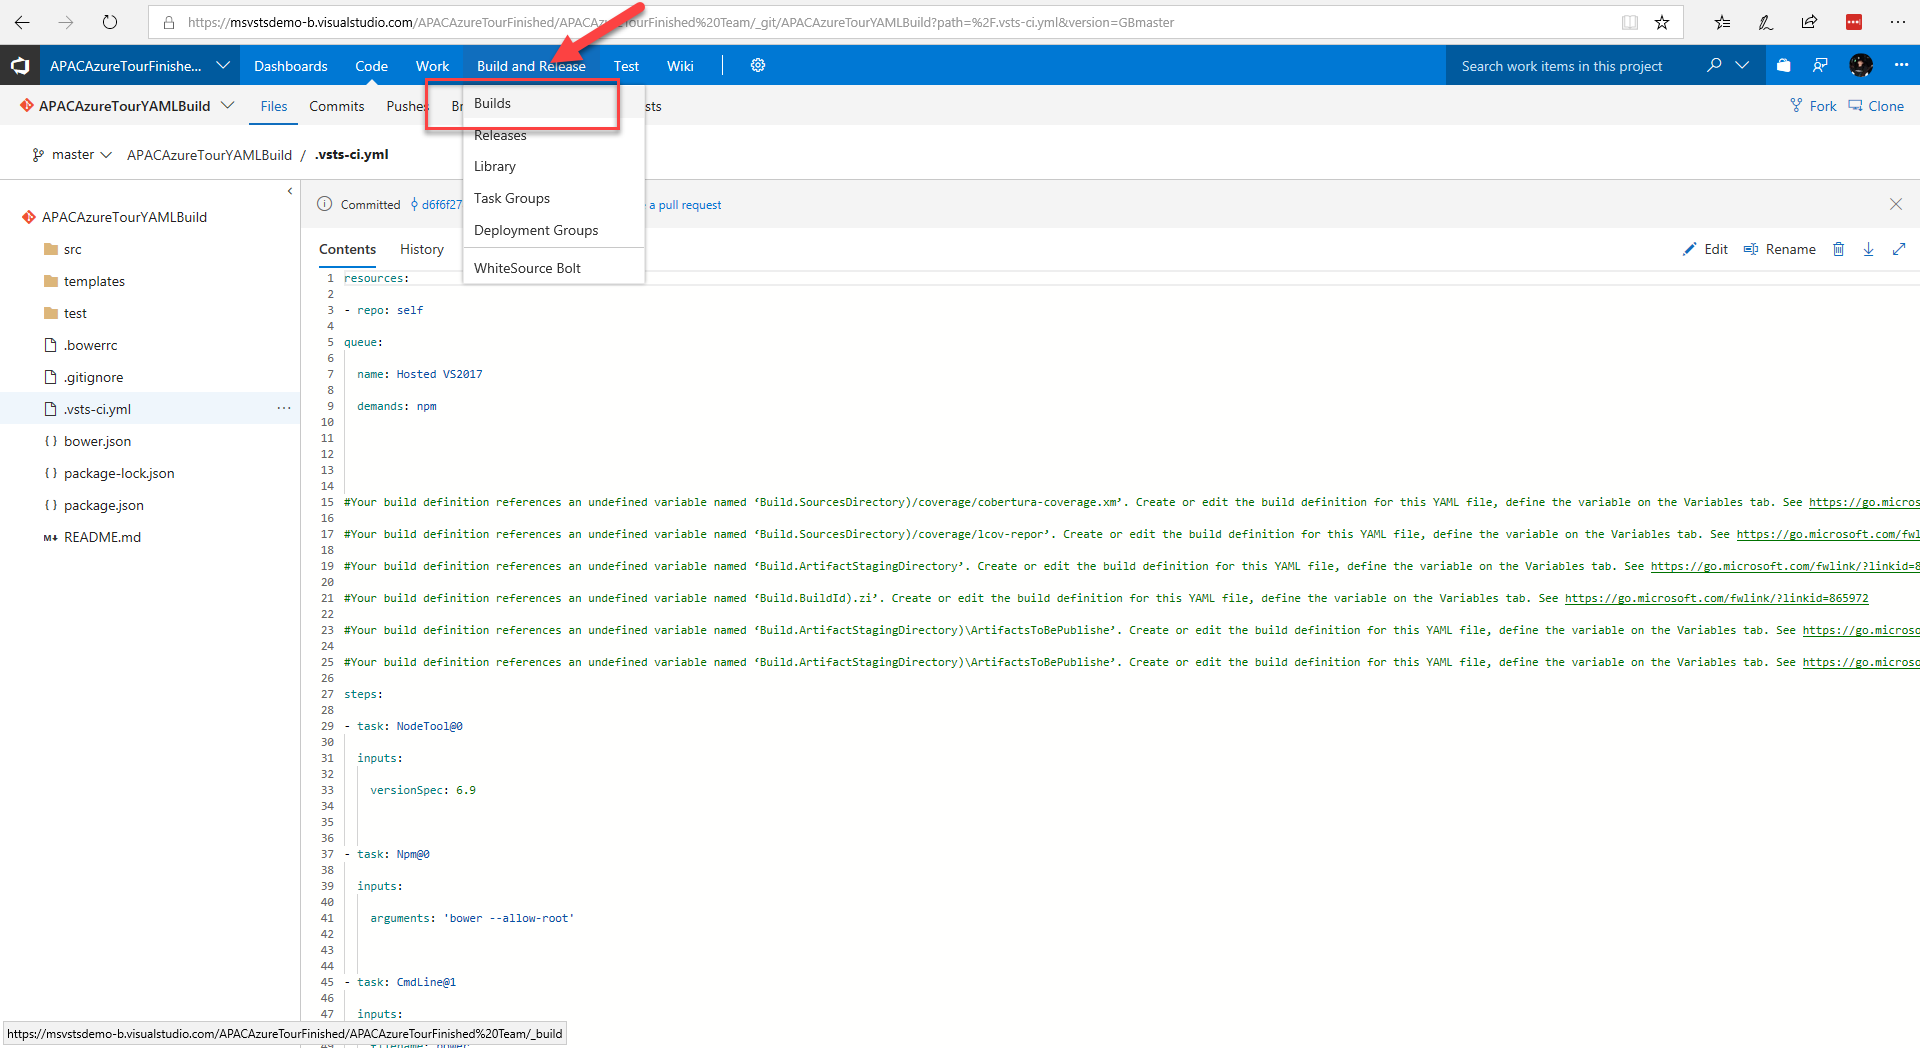 https://msvstsdemo-b.visualstudio.com/APACAzureTourFinished/APACAzureTourFinished%20Team/_git/APACAzureTourYAMLBuild?path=%2F.vsts-ci.yml&version=GBmaster
APACAzureTourFinishe... Dashboards Code Work Build and Release Test Wiki Search work items in this project
APACAzureTourYAMLBuild Files Commits Pushes Br Builds sts Fork Clone
Releases
master APACAzureTourYAMLBuild / .vsts-ci.yml
Library
Task Groups
Deployment Groups
WhiteSource Bolt
Committed d6f6f27 a pull request
Contents History Edit Rename
APACAzureTourYAMLBuild
src
templates
test
.bowerrc
.gitignore
.vsts-ci.yml ...
{ } bower.json
{ } package-lock.json
{ } package.json
M↓ README.md
1 resources:
2
3 - repo: self
4
5 queue:
6
7 name: Hosted VS2017
8
9 demands: npm
10
11
12
13
14
15 #Your build definition references an undefined variable named ‘Build.SourcesDirectory)/coverage/cobertura-coverage.xm’. Create or edit the build definition for this YAML file, define the variable on the Variables tab. See https://go.micros
16
17 #Your build definition references an undefined variable named ‘Build.SourcesDirectory)/coverage/lcov-repor’. Create or edit the build definition for this YAML file, define the variable on the Variables tab. See https://go.microsoft.com/fwl
18
19 #Your build definition references an undefined variable named ‘Build.ArtifactStagingDirectory’. Create or edit the build definition for this YAML file, define the variable on the Variables tab. See https://go.microsoft.com/fwlink/?linkid=8
20
21 #Your build definition references an undefined variable named ‘Build.BuildId).zi’. Create or edit the build definition for this YAML file, define the variable on the Variables tab. See https://go.microsoft.com/fwlink/?linkid=865972
22
23 #Your build definition references an undefined variable named ‘Build.ArtifactStagingDirectory)\ArtifactsToBePublishe’. Create or edit the build definition for this YAML file, define the variable on the Variables tab. See https://go.micros
24
25 #Your build definition references an undefined variable named ‘Build.ArtifactStagingDirectory)\ArtifactsToBePublishe’. Create or edit the build definition for this YAML file, define the variable on the Variables tab. See https://go.micros
26
27 steps:
28
29 - task: NodeTool@0
30
31 inputs:
32
33 versionSpec: 6.9
34
35
36
37 - task: Npm@0
38
39 inputs:
40
41 arguments: 'bower --allow-root'
42
43
44
45 - task: CmdLine@1
46
47 inputs:
https://msvstsdemo-b.visualstudio.com/APACAzureTourFinished/APACAzureTourFinished%20Team/_build